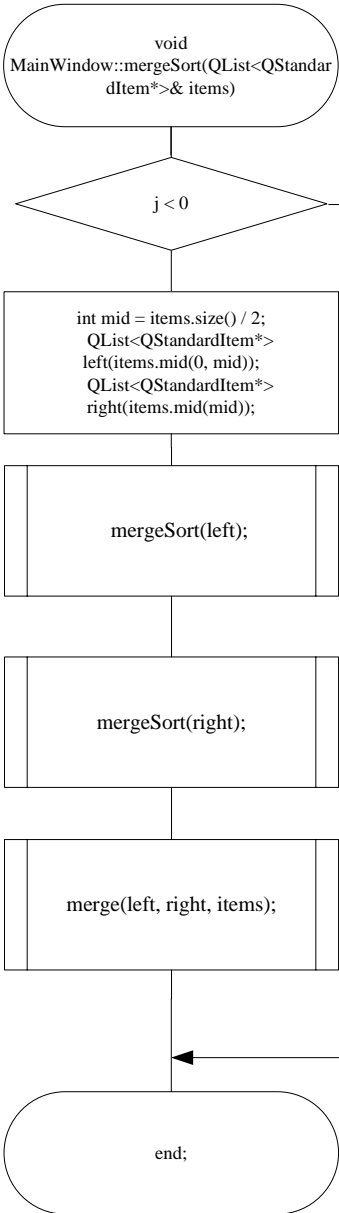 void
MainWindow::mergeSort(QList<QStandar
dItem*>& items)
j < 0
int mid = items.size() / 2;
QList<QStandardItem*>
left(items.mid(0, mid));
QList<QStandardItem*>
right(items.mid(mid));
mergeSort(left);
mergeSort(right);
merge(left, right, items);
end;